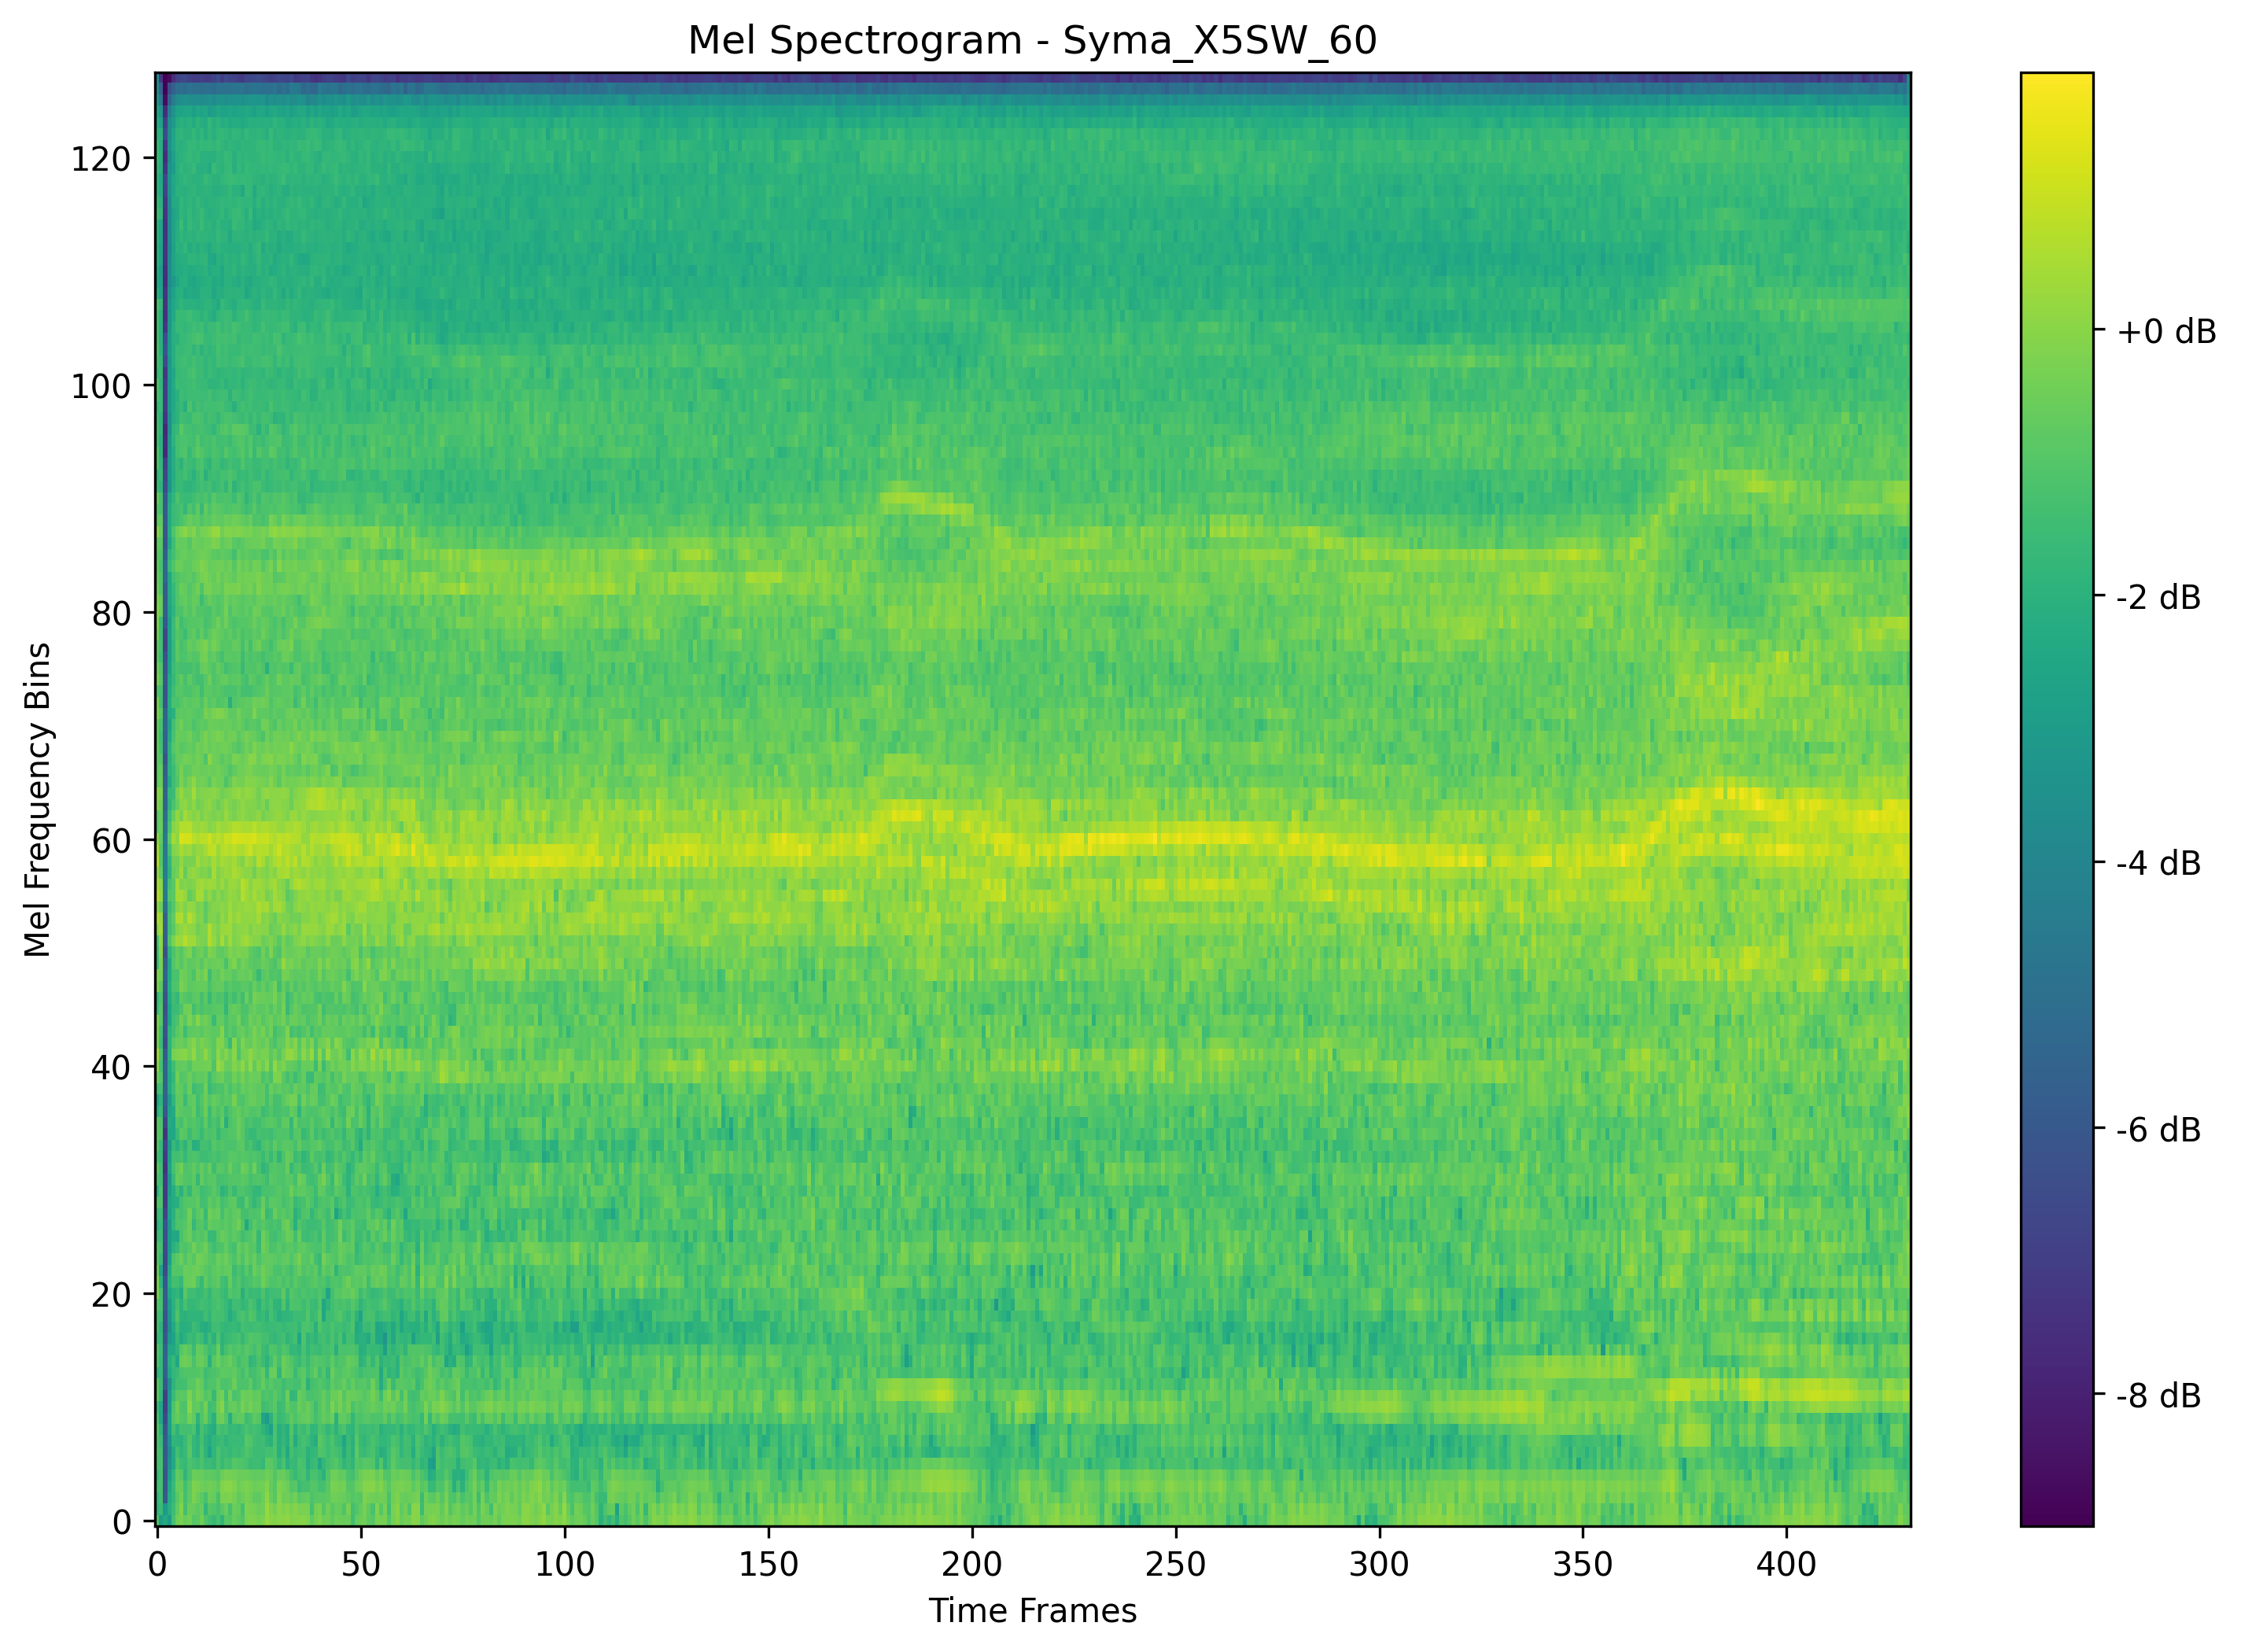 Mel Spectrogram - Syma_X5SW_60
120
100
80
60
40
20
0
Mel Frequency Bins
0 50 100 150 200 250 300 350 400
Time Frames
+0 dB
-2 dB
-4 dB
-6 dB
-8 dB